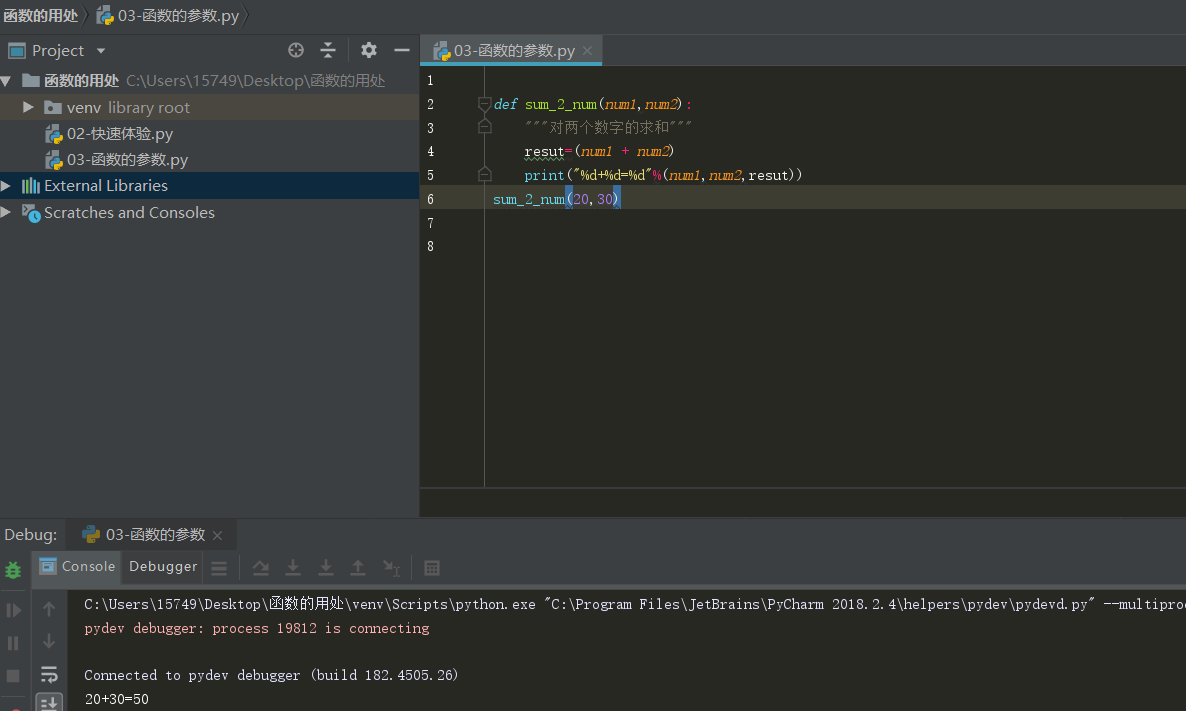 函数的用处 03-函数的参数.py
Project
03-函数的参数.py
函数的用处 C:\Users\15749\Desktop\函数的用处
venv library root
02-快速体验.py
03-函数的参数.py
External Libraries
Scratches and Consoles
1
2 def sum_2_num(num1,num2):
3 """对两个数字的求和"""
4 resut=(num1 + num2)
5 print("%d+%d=%d"%(num1,num2,resut))
6 sum_2_num(20,30)
7
8
Debug: 03-函数的参数
Console Debugger
C:\Users\15749\Desktop\函数的用处\venv\Scripts\python.exe "C:\Program Files\JetBrains\PyCharm 2018.2.4\helpers\pydev\pydevd.py" --multiproc
pydev debugger: process 19812 is connecting
Connected to pydev debugger (build 182.4505.26)
20+30=50